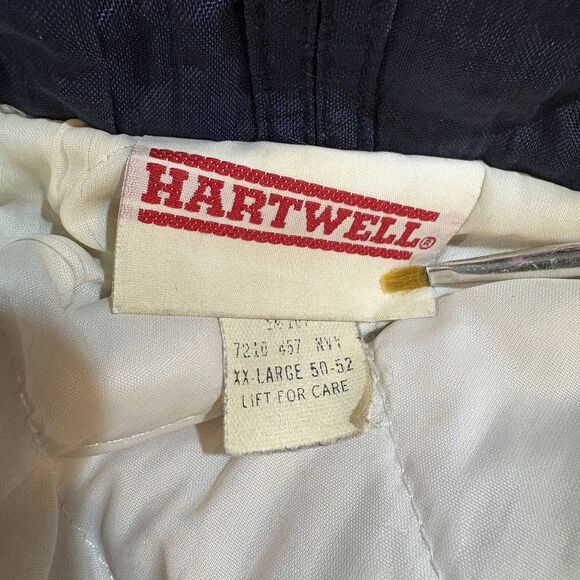 HARTWELL®
7210 457 NVY
XX-LARGE 50-52
LIFT FOR CARE